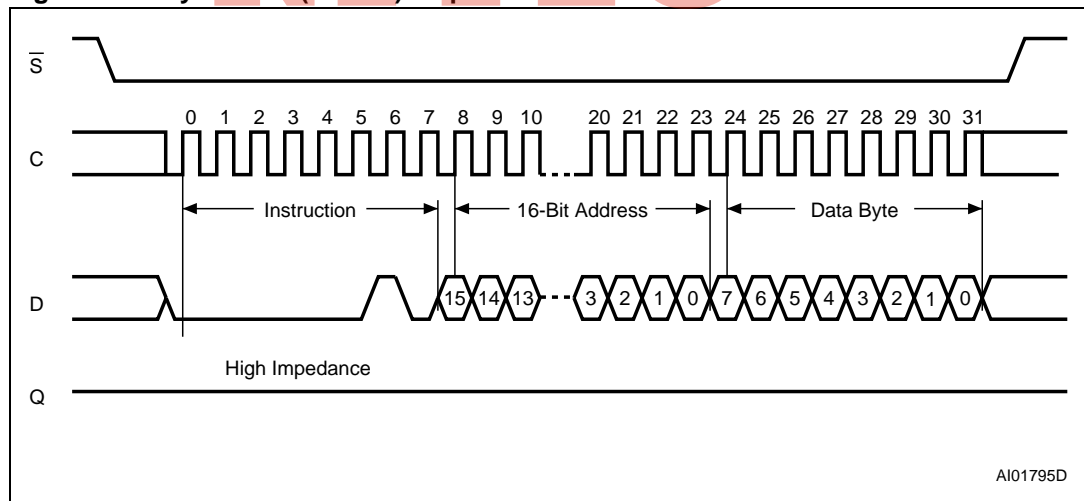 S
0 1 2 3 4 5 6 7 8 9 10 20 21 22 23 24 25 26 27 28 29 30 31
C
Instruction 16-Bit Address Data Byte
D 15 14 13 3 2 1 0 7 6 5 4 3 2 1 0
High Impedance
Q
AI01795D